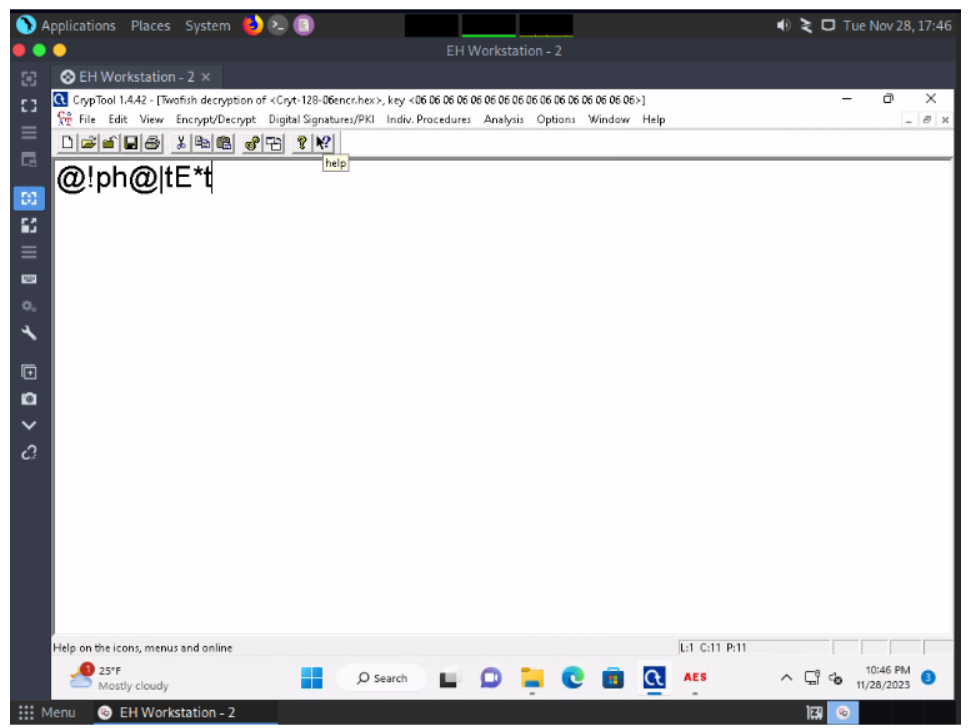 Applications Places System Tue Nov 28, 17:46
EH Workstation - 2
EH Workstation - 2 ×
CrypTool 1.4.42 - [Twofish decryption of <Cryt-128-06encr.hex>, key <06 06 06 06 06 06 06 06 06 06 06 06 06 06 06 06>]
File Edit View Encrypt/Decrypt Digital Signatures/PKI Indiv. Procedures Analysis Options Window Help
help
@!ph@|tE*t
Help on the icons, menus and online L:1 C:11 P:11
1
25°F
Mostly cloudy
Search
AES
10:46 PM
11/28/2023
3
Menu EH Workstation - 2